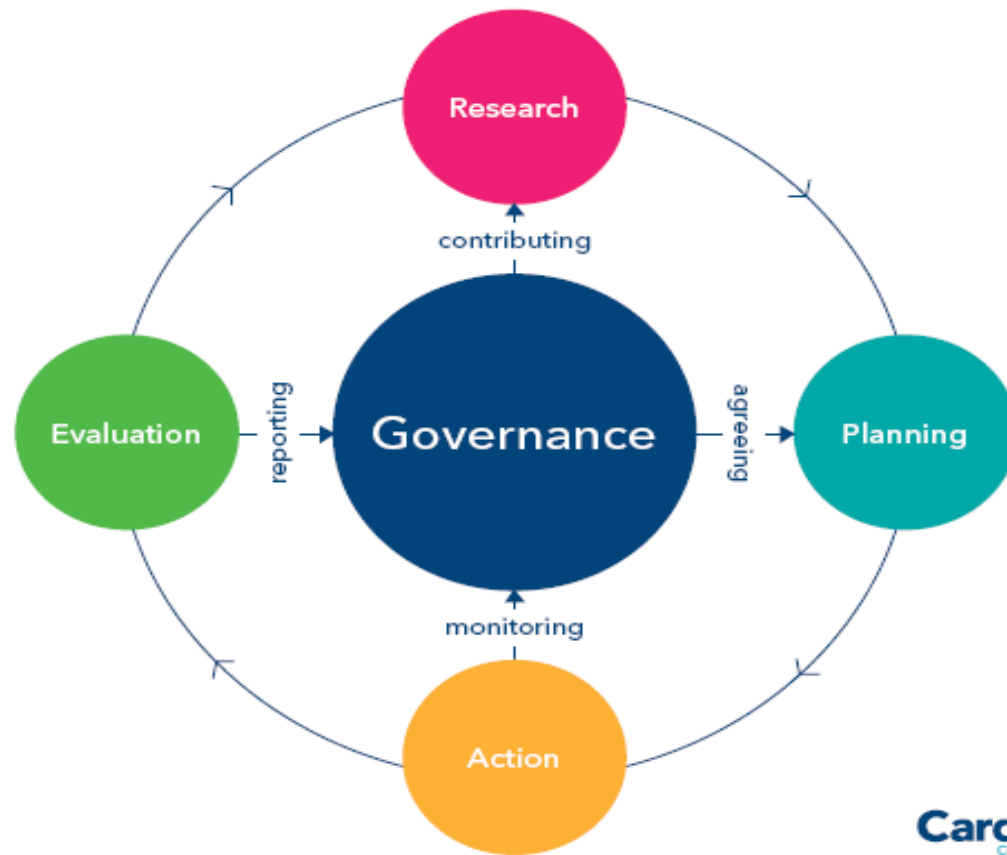 Research
contributing
Evaluation
reporting
Governance
agreeing
Planning
monitoring
Action